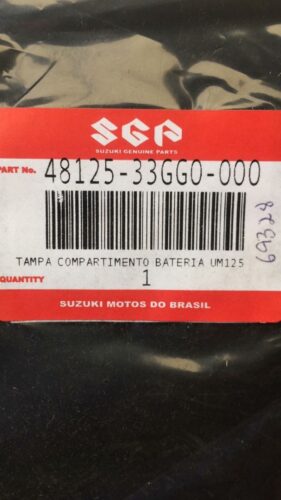 SGP
SUZUKI GENUINE PARTS
PART No. 48125-33GG0-000
TAMPA COMPARTIMENTO BATERIA UM125
QUANTITY 1
SUZUKI MOTOS DO BRASIL
69328